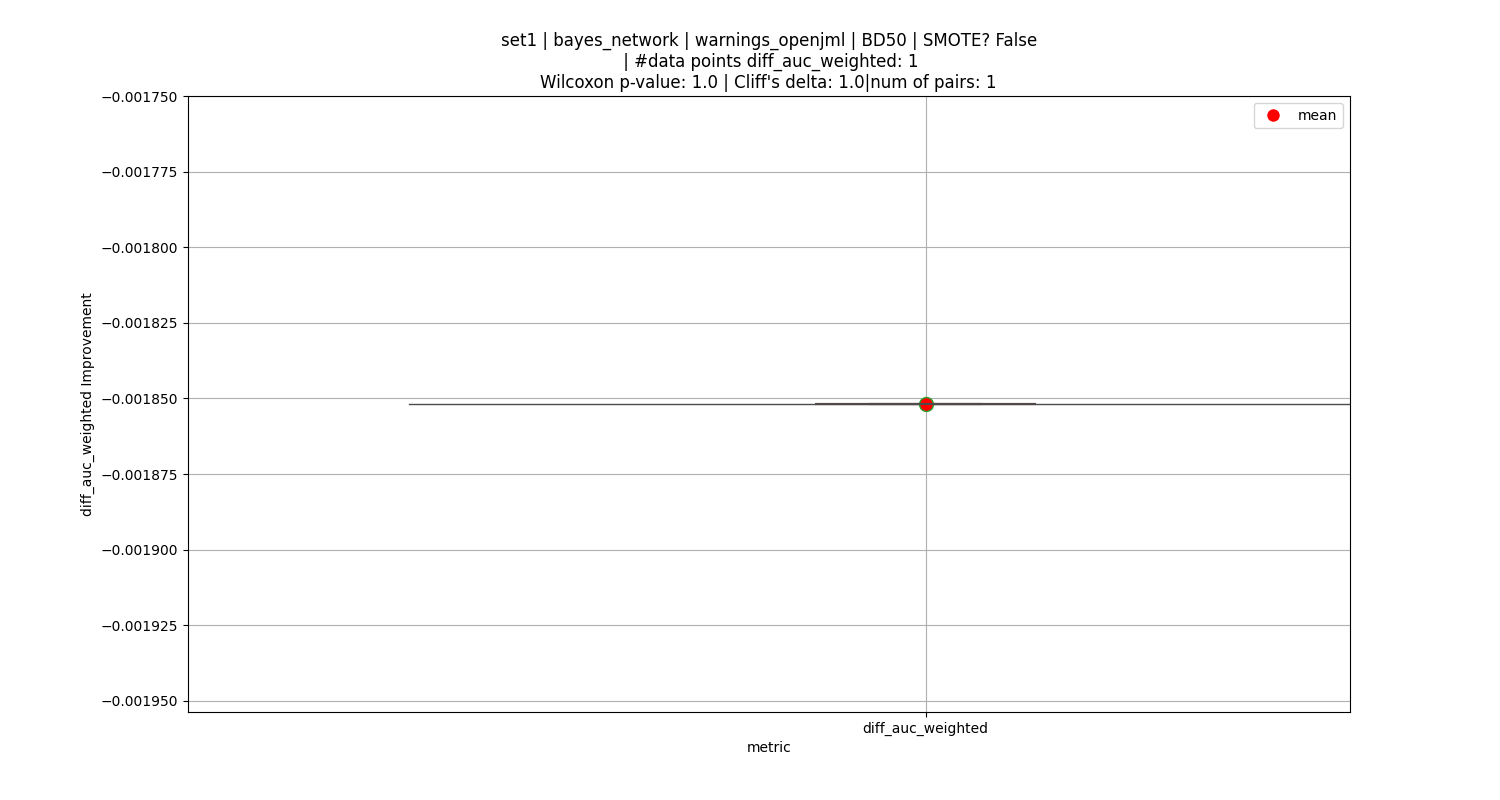 set1 | bayes_network | warnings_openjml | BD50 | SMOTE? False
| #data points diff_auc_weighted: 1
Wilcoxon p-value: 1.0 | Cliff's delta: 1.0|num of pairs: 1
mean
−0.001750
−0.001775
−0.001800
−0.001825
−0.001850
−0.001875
−0.001900
−0.001925
−0.001950
diff_auc_weighted Improvement
diff_auc_weighted
metric